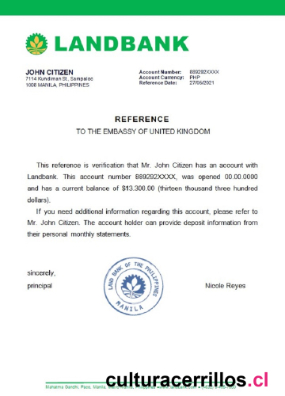 LANDBANK
JOHN CITIZEN
7114 Kundiman St, Sampaloc
1008 MANILA, PHILIPPINES
Account Number: 889282XXXX
Account Currency: PHP
Reference Date: 27/05/2021
REFERENCE
TO THE EMBASSY OF UNITED KINGDOM
This reference is verification that Mr. John Citizen has an account with
Landbank. This account number 889282XXXX, was opened 00.00.0000
and has a current balance of $13,300.00 (thirteen thousand three hundred
dollars).
If you need additional information regarding this account, please refer to
Mr. John Citizen. The account holder can provide deposit information from
their personal monthly statements.
sincerely,
principal
LAND BANK OF THE PHILIPPINES
MANILA
Nicole Reyes
culturacerrillos.cl